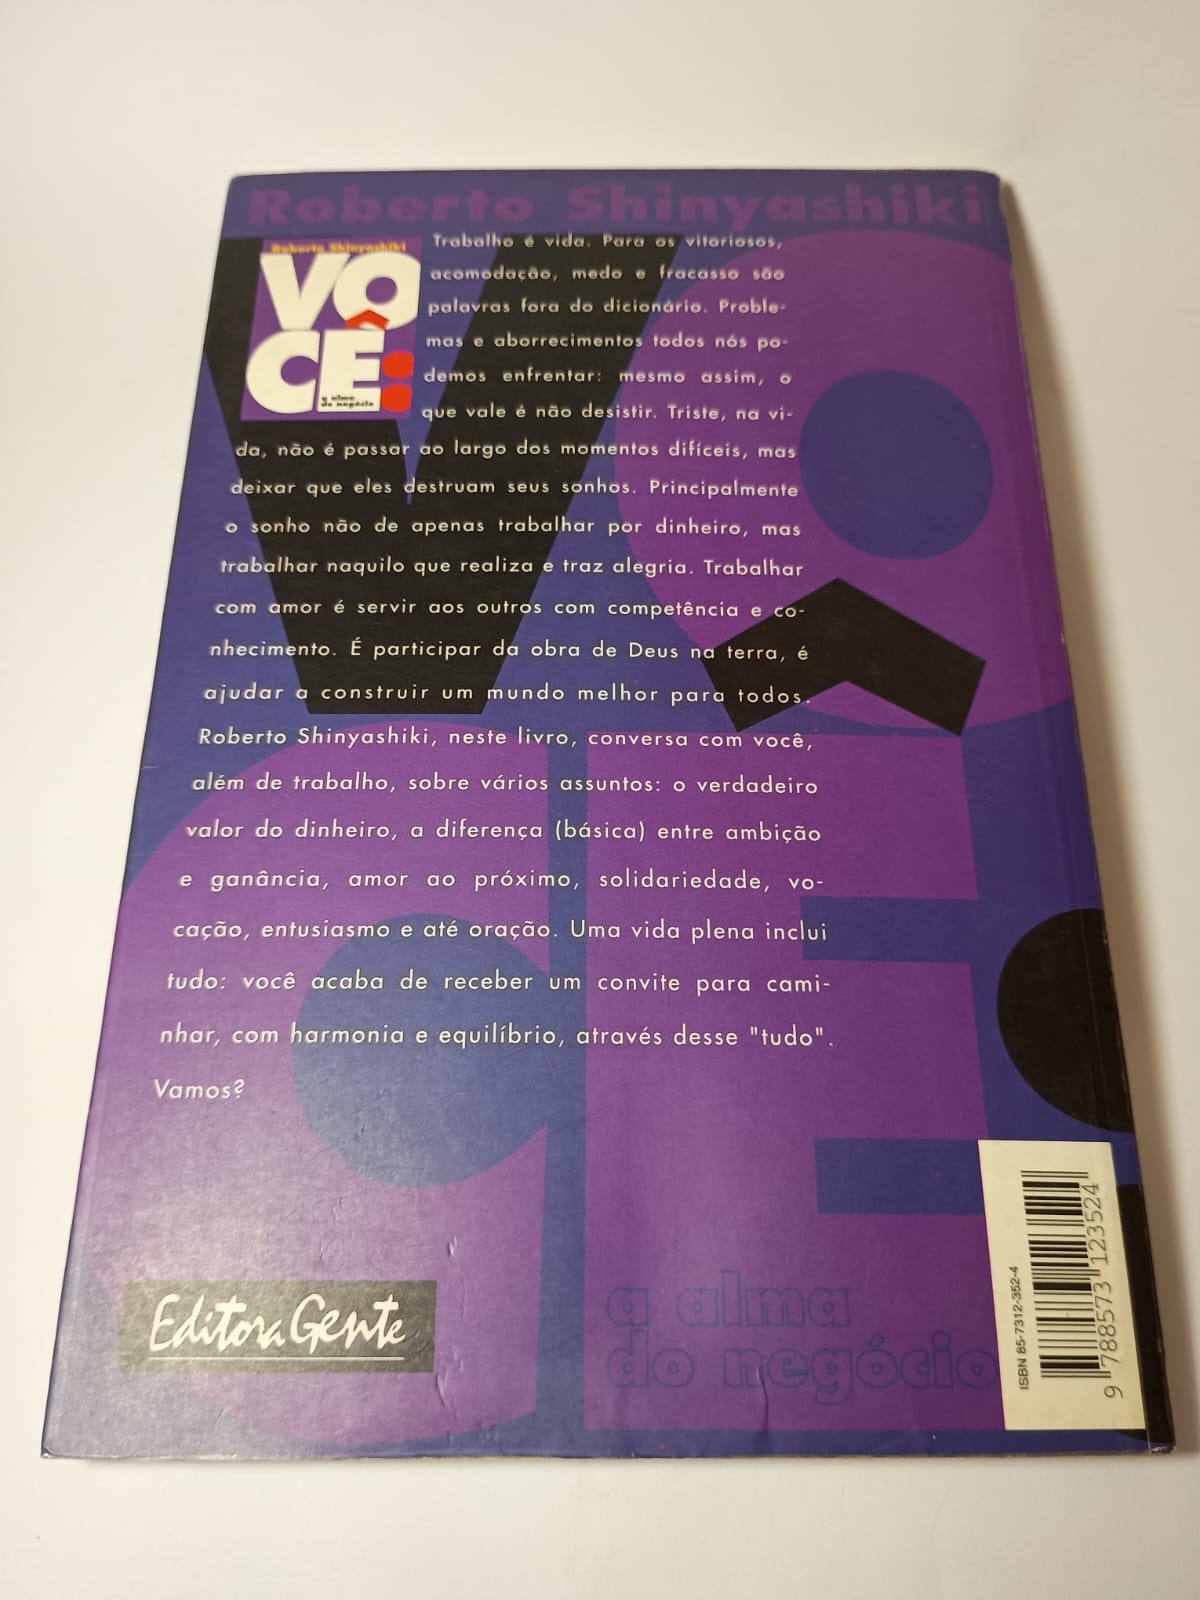 Roberto Shinyashiki
Roberto Shinyashiki
VO
CÊ:
a alma
do negócio
Trabalho é vida. Para os vitoriosos,
acomodação, medo e fracasso são
palavras fora do dicionário. Proble-
mas e aborrecimentos todos nós po-
demos enfrentar: mesmo assim, o
que vale é não desistir. Triste, na vi-
da, não é passar ao largo dos momentos difíceis, mas
deixar que eles destruam seus sonhos. Principalmente
o sonho não de apenas trabalhar por dinheiro, mas
trabalhar naquilo que realiza e traz alegria. Trabalhar
com amor é servir aos outros com competência e co-
nhecimento. É participar da obra de Deus na terra, é
ajudar a construir um mundo melhor para todos.
Roberto Shinyashiki, neste livro, conversa com você,
além de trabalho, sobre vários assuntos: o verdadeiro
valor do dinheiro, a diferença (básica) entre ambição
e ganância, amor ao próximo, solidariedade, vo-
cação, entusiasmo e até oração. Uma vida plena inclui
tudo: você acaba de receber um convite para cami-
nhar, com harmonia e equilíbrio, através desse "tudo".
Vamos?
VO
CÊ:
a alma
do negócio
Editora Gente
ISBN 85-7312-352-4
9 788573 123524